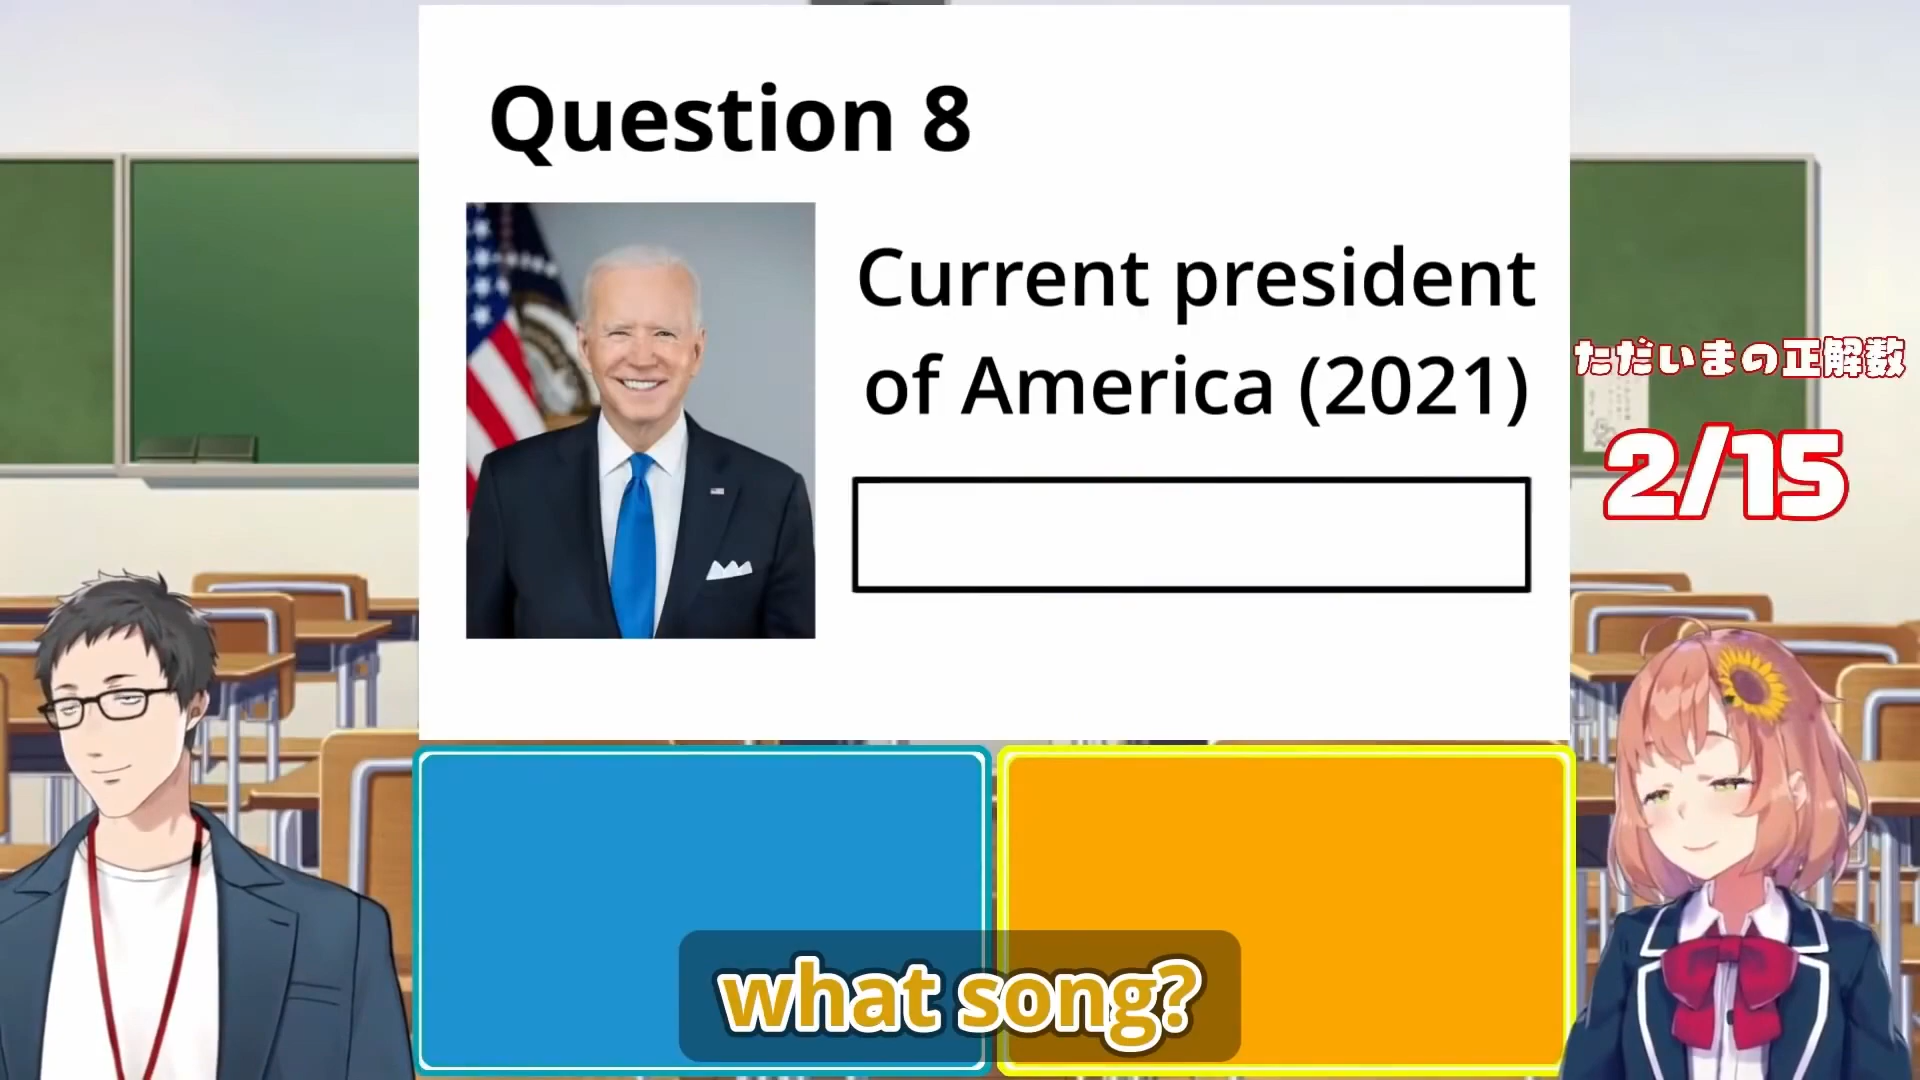 Question 8
Current president
of America (2021)
ただいまの正解数
2/15
what song?